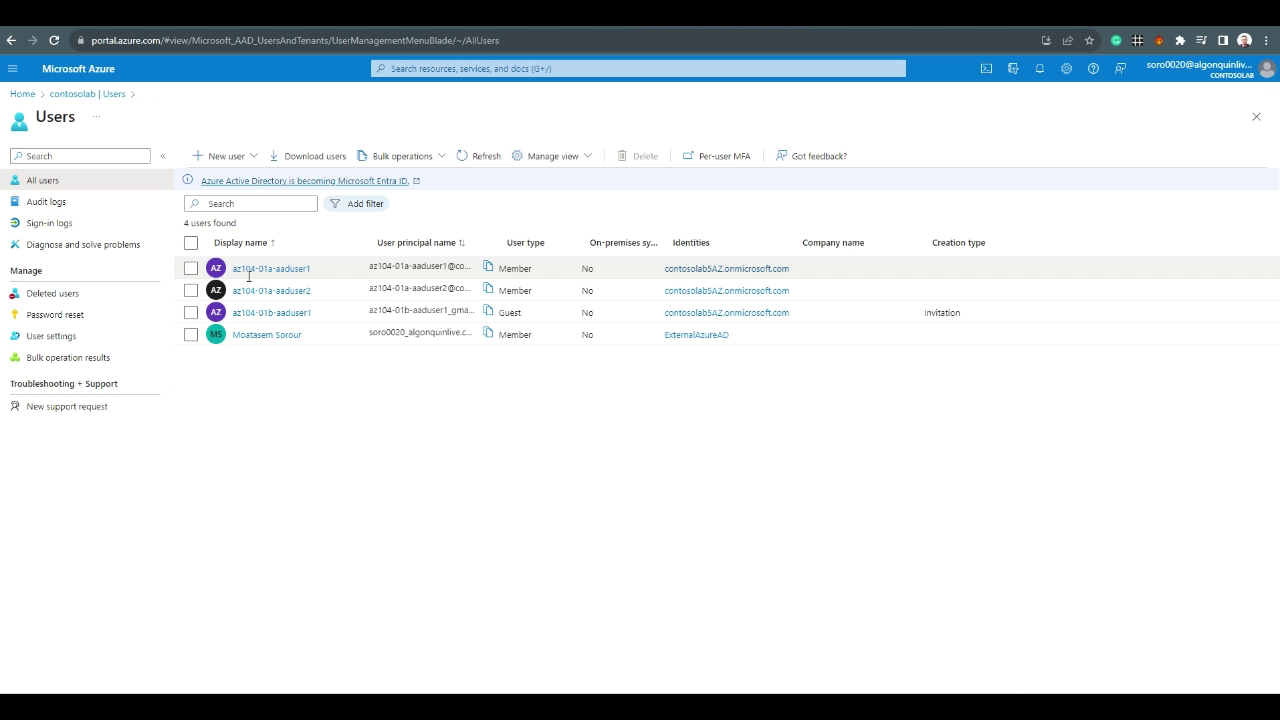 portal.azure.com/#view/Microsoft_AAD_UsersAndTenants/UserManagementMenuBlade/~/AllUsers
Microsoft Azure
Search resources, services, and docs (G+/)
soro0020@algonquinliv...
CONTOSOLAB
Home > contosolab | Users >
Users ...
Search «
New user Download users Bulk operations Refresh Manage view Delete Per-user MFA Got feedback?
All users
Audit logs
Sign-in logs
Diagnose and solve problems
Manage
Deleted users
Password reset
User settings
Bulk operation results
Troubleshooting + Support
New support request
Azure Active Directory is becoming Microsoft Entra ID.
Search Add filter
4 users found
Display name ↑ User principal name ↑↓ User type On-premises sy... Identities Company name Creation type
AZ az104-01a-aaduser1 az104-01a-aaduser1@co... Member No contosolab5AZ.onmicrosoft.com
AZ az104-01a-aaduser2 az104-01a-aaduser2@co... Member No contosolab5AZ.onmicrosoft.com
AZ az104-01b-aaduser1 az104-01b-aaduser1_gma... Guest No contosolab5AZ.onmicrosoft.com Invitation
MS Moatasem Sorour soro0020_algonquinlive.c... Member No ExternalAzureAD